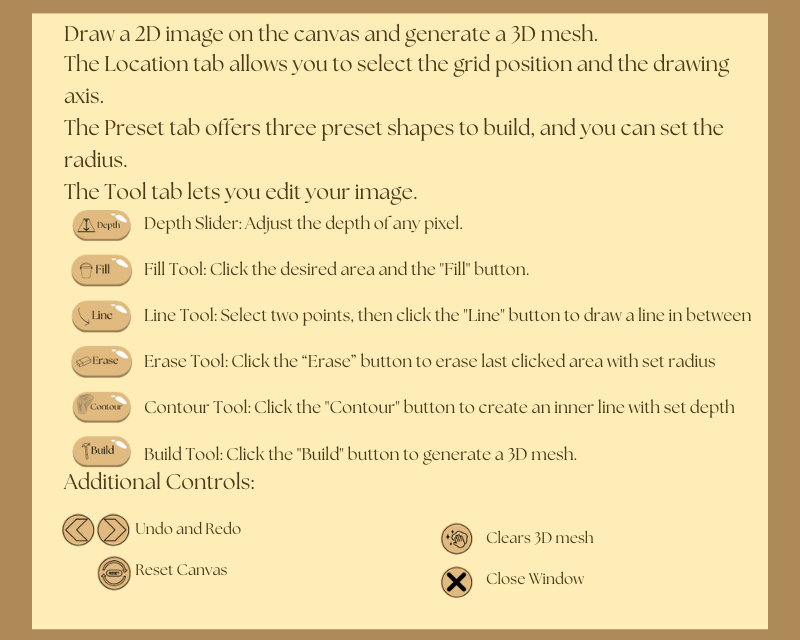 Draw a 2D image on the canvas and generate a 3D mesh.
The Location tab allows you to select the grid position and the drawing
axis.
The Preset tab offers three preset shapes to build, and you can set the
radius.
The Tool tab lets you edit your image.
Depth Depth Slider: Adjust the depth of any pixel.
Fill Fill Tool: Click the desired area and the "Fill" button.
Line Line Tool: Select two points, then click the "Line" button to draw a line in between
Erase Erase Tool: Click the “Erase” button to erase last clicked area with set radius
Contour Contour Tool: Click the "Contour" button to create an inner line with set depth
Build Build Tool: Click the "Build" button to generate a 3D mesh.
Additional Controls:
Undo and Redo
Clears 3D mesh
RESET Reset Canvas
Close Window